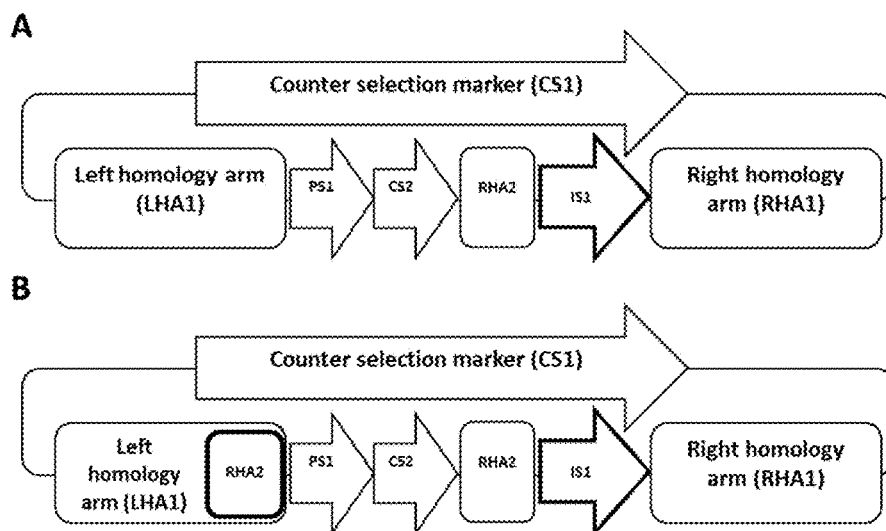 A
Counter selection marker (CS1)
Left homology arm
(LHA1)
PS1
CS2
RHA2
IS1
Right homology
arm (RHA1)
B
Counter selection marker (CS1)
Left
homology
arm (LHA1)
RHA2
PS1
CS2
RHA2
IS1
Right homology
arm (RHA1)